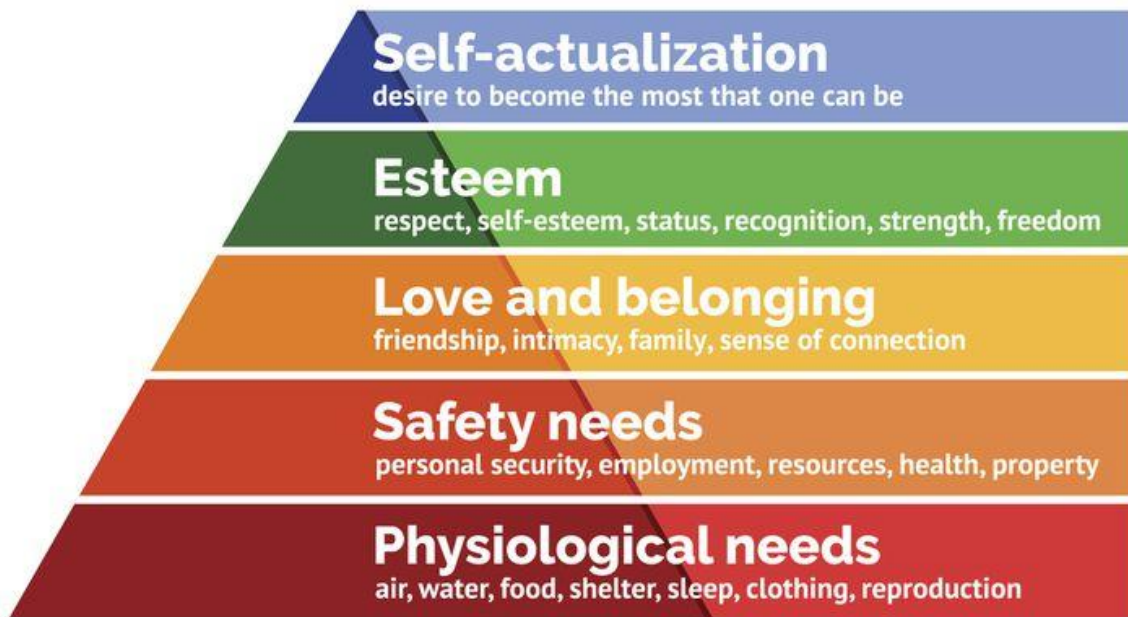 Self-actualization
desire to become the most that one can be
Esteem
respect, self-esteem, status, recognition, strength, freedom
Love and belonging
friendship, intimacy, family, sense of connection
Safety needs
personal security, employment, resources, health, property
Physiological needs
air, water, food, shelter, sleep, clothing, reproduction